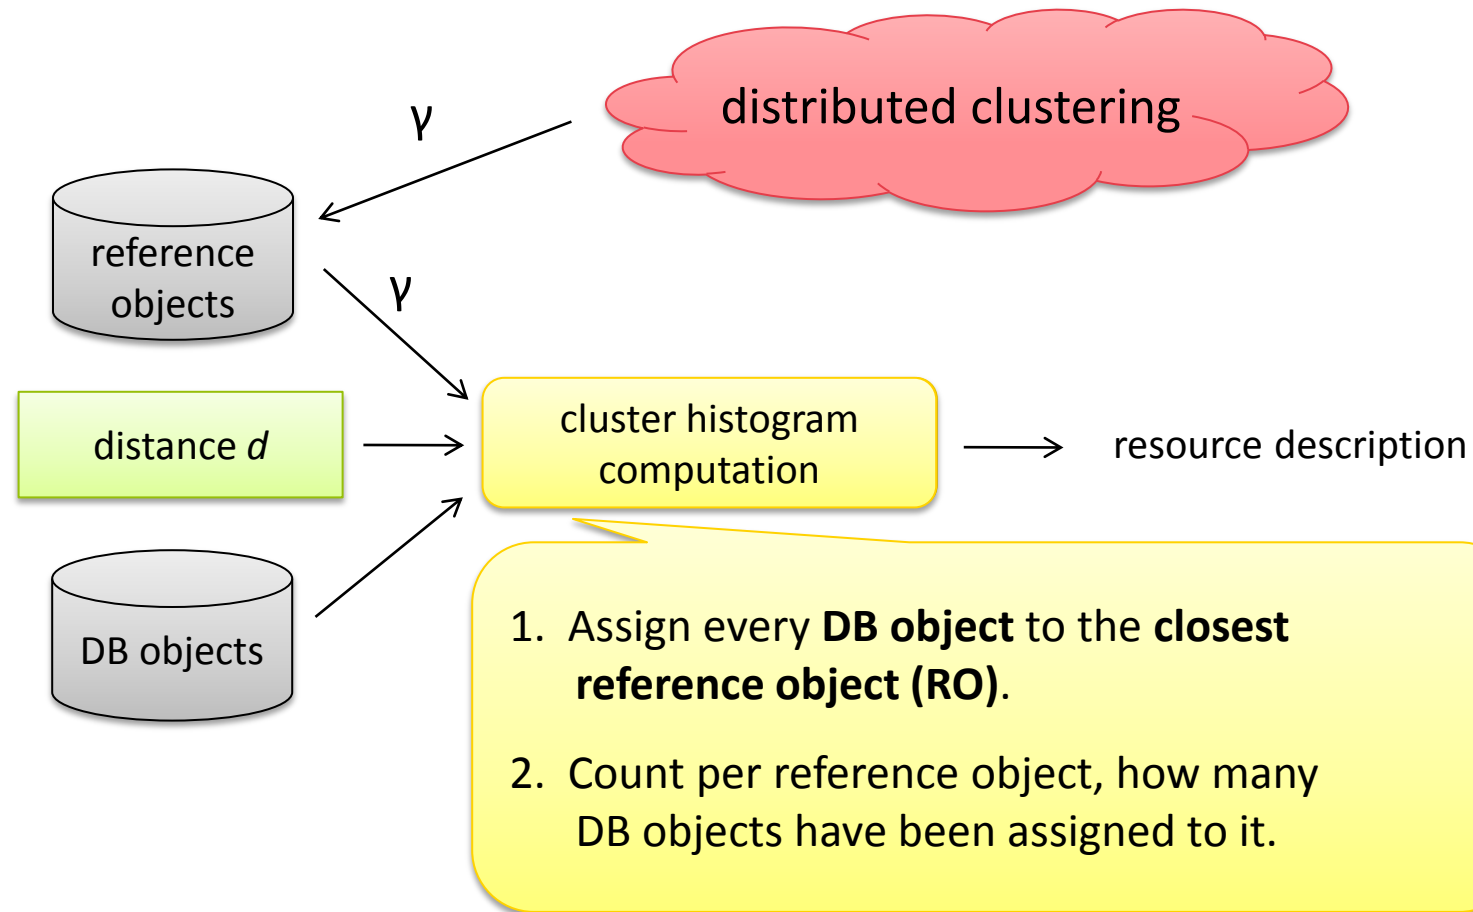 distributed clustering
γ
reference
objects
γ
distance d
cluster histogram
computation
resource description
DB objects
1. Assign every DB object to the closest
reference object (RO).
2. Count per reference object, how many
DB objects have been assigned to it.